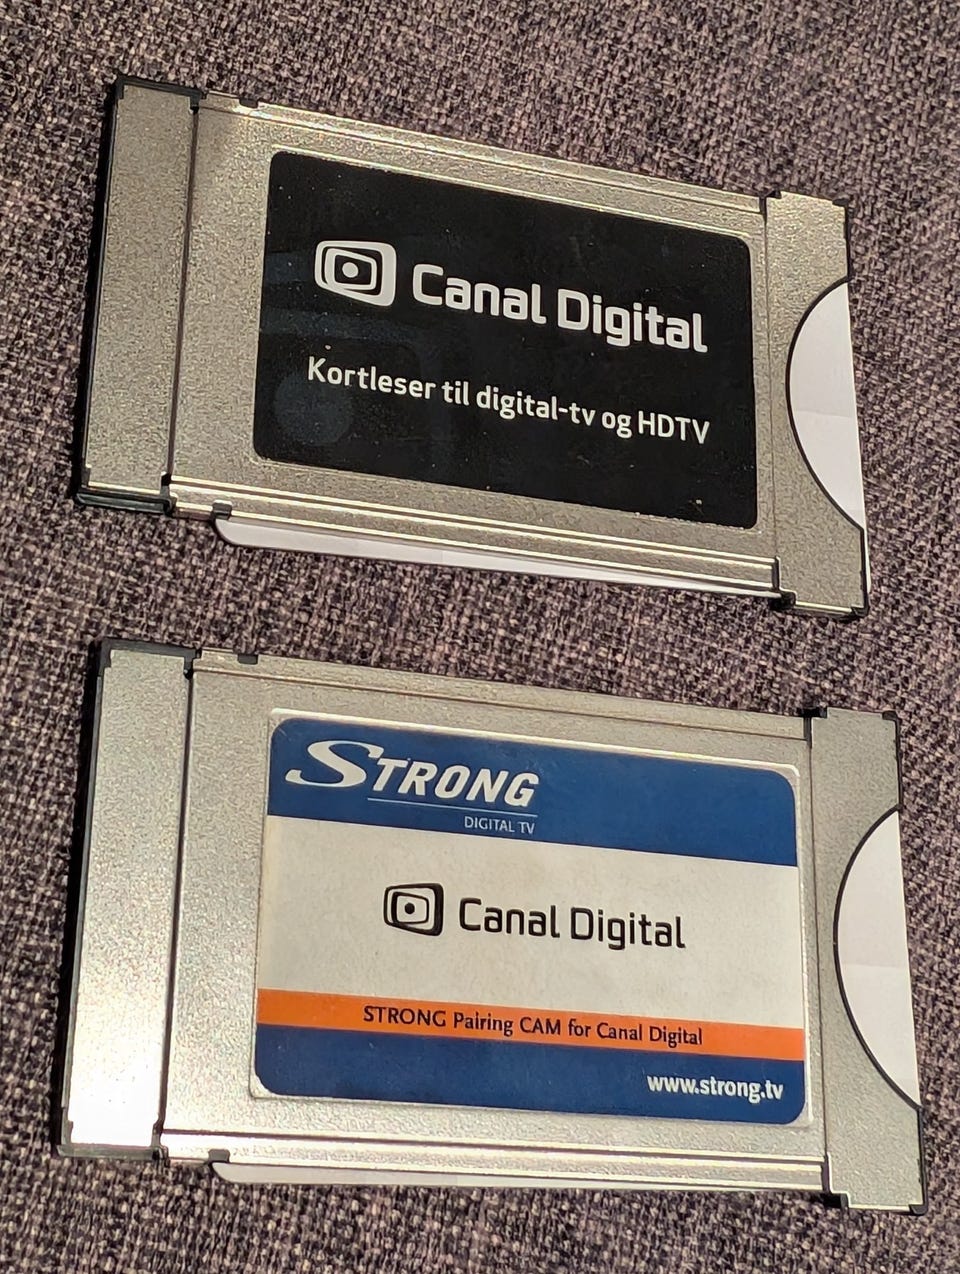 Canal Digital
Kortleser til digital-tv og HDTV
STRONG
DIGITAL TV
Canal Digital
STRONG Pairing CAM for Canal Digital
www.strong.tv